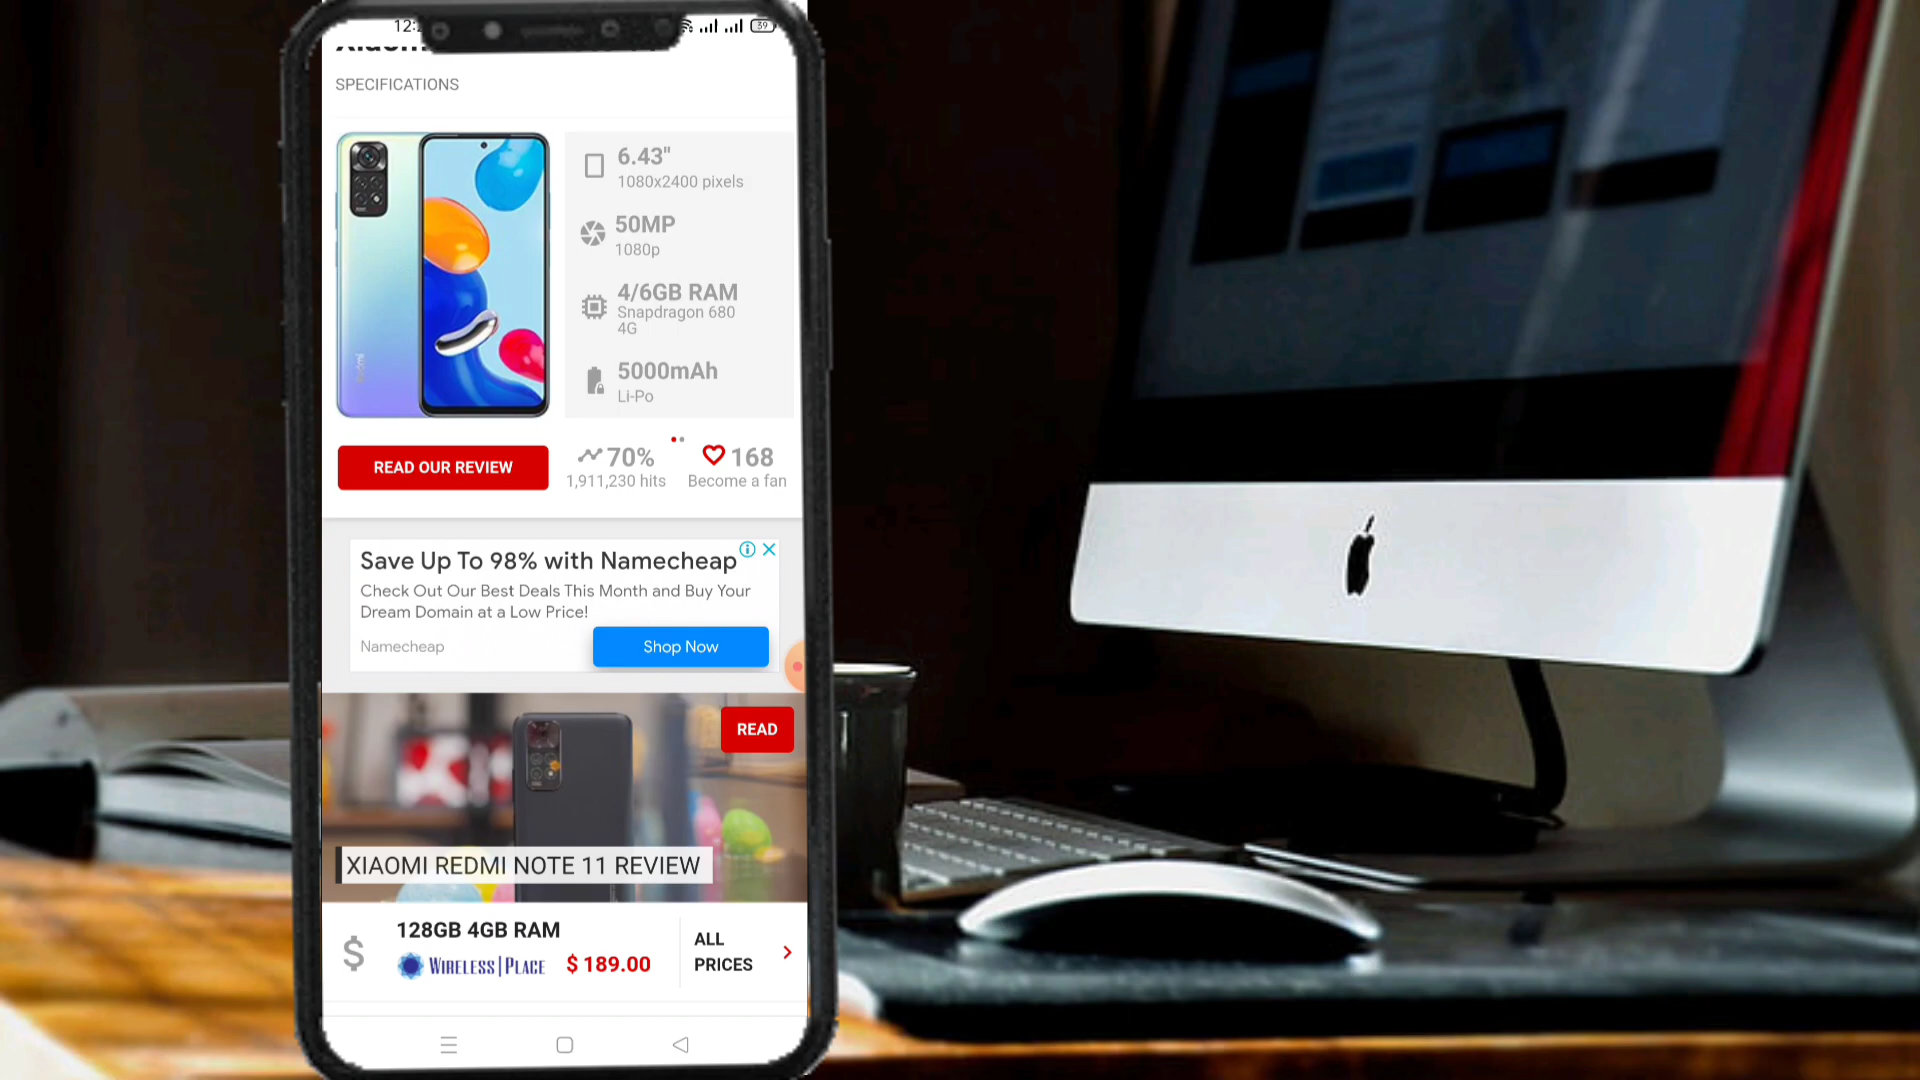 12:
39
SPECIFICATIONS
6.43"
1080x2400 pixels
50MP
1080p
4/6GB RAM
Snapdragon 680
4G
5000mAh
Li-Po
Redmi
READ OUR REVIEW
70%
1,911,230 hits
168
Become a fan
Save Up To 98% with Namecheap
Check Out Our Best Deals This Month and Buy Your
Dream Domain at a Low Price!
Namecheap
Shop Now
READ
XIAOMI REDMI NOTE 11 REVIEW
128GB 4GB RAM
WIRELESS|PLACE
$ 189.00
ALL
PRICES